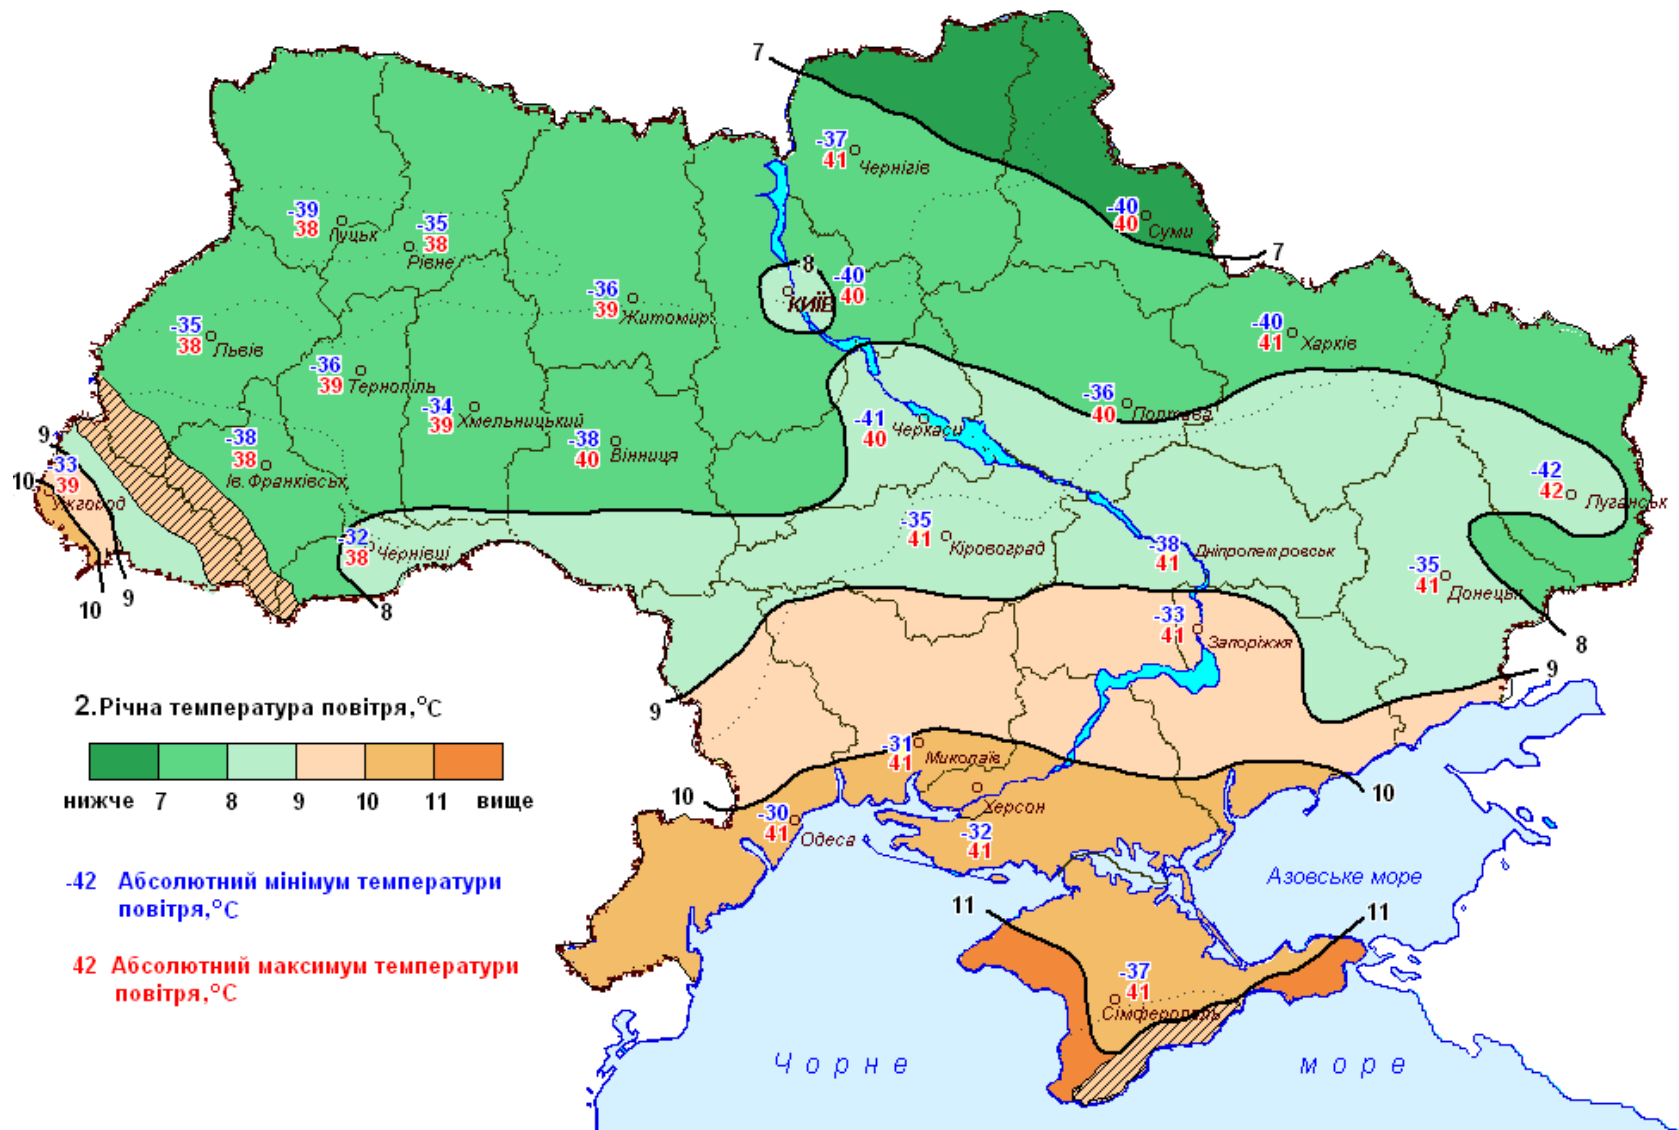 7
-37
41
Чернігів
-40
40
Суми
7
-39
38
Луцьк
-35
38
Рівне
8
-40
40
КИЇВ
-36
39
Житомир
-40
41
Харків
-35
38
Львів
-36
39
Тернопіль
-34
39
Хмельницький
-36
40
Полтава
-41
40
Черкаси
-38
38
Ів. Франківськ
-38
40
Вінниця
9
-33
39
10
Ужгород
-42
42
Луганськ
-32
38
Чернівці
-35
41
Кіровоград
-38
41
Дніпропетровськ
-35
41
Донецьк
10
9
8
-33
41
Запоріжжя
8
9
9
2.Річна температура повітря,°С
нижче 7 8 9 10 11 вище
-31
41
Миколаїв
10
10
Херсон
-30
41
Одеса
-32
41
-42 Абсолютний мінімум температури
повітря,°С
Азовське море
11
11
42 Абсолютний максимум температури
повітря,°С
-37
41
Сімферополь
Чорне море